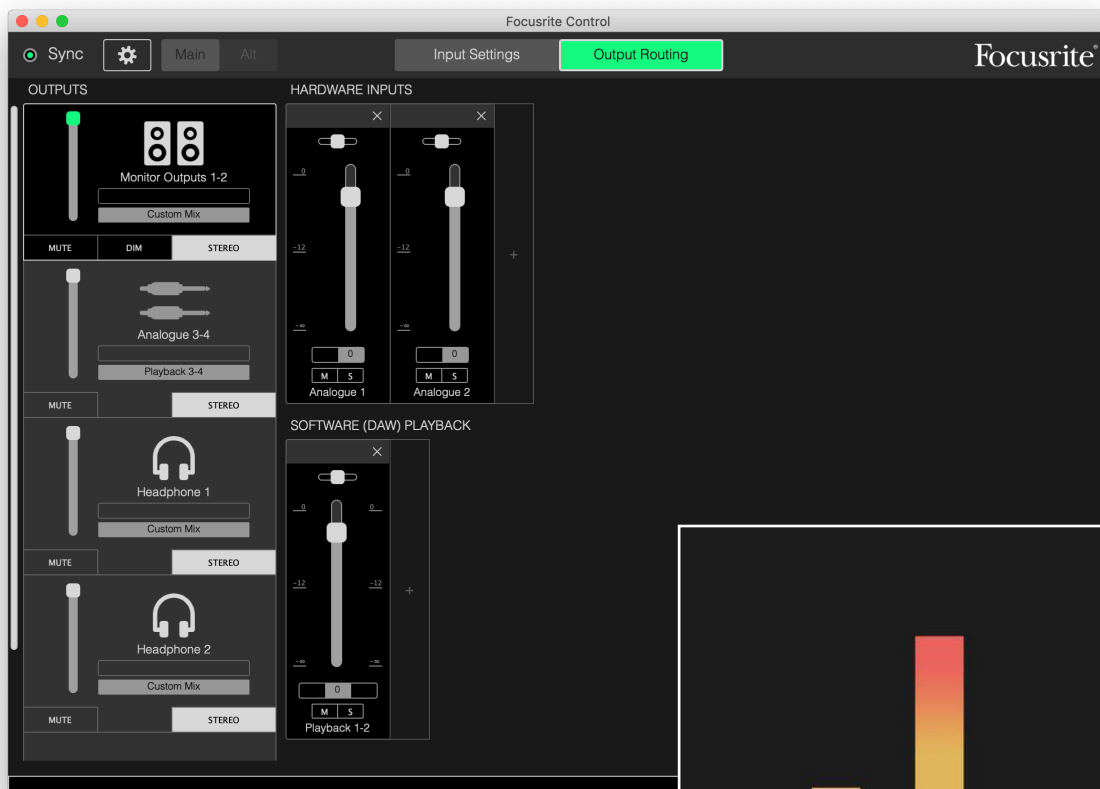 Focusrite Control
Sync
Main
Alt
Input Settings
Output Routing
Focusrite®
OUTPUTS
Monitor Outputs 1-2
Custom Mix
MUTE
DIM
STEREO
Analogue 3-4
Playback 3-4
MUTE
STEREO
Headphone 1
Custom Mix
MUTE
STEREO
Headphone 2
Custom Mix
MUTE
STEREO
HARDWARE INPUTS
0
-12
-∞
0
M S
Analogue 1
0
-12
-∞
0
M S
Analogue 2
+
SOFTWARE (DAW) PLAYBACK
0 0
-12 -12
-∞ -∞
0
M S
Playback 1-2
+